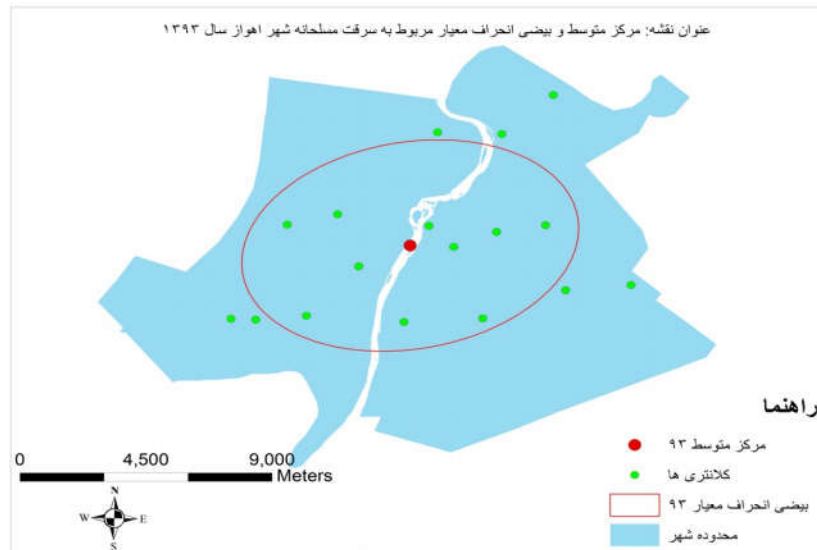 عنوان نقشه: مرکز متوسط و بیضی انحراف معیار مربوط به سرقت مسلحانه شهر اهواز سال ۱۳۹۳
راهنما
مرکز متوسط ۹۳
کلانتری ها
بیضی انحراف معیار ۹۳
محدوده شهر
0 4,500 9,000
Meters
N
W E
S